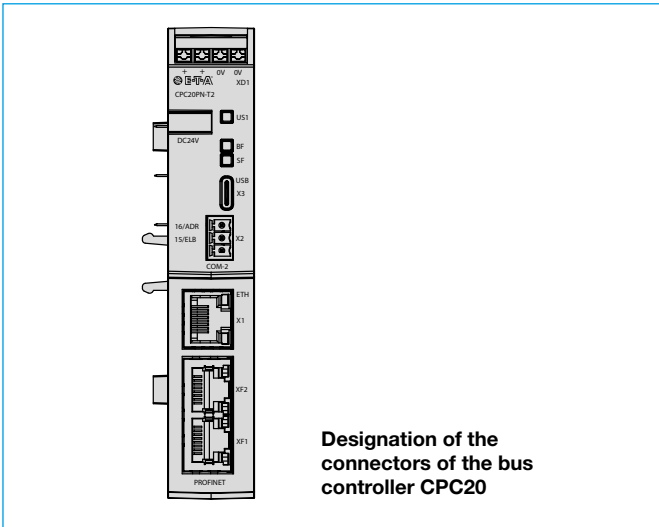 + + 0V 0V
E-T-A XD1
CPC20PN-T2
US1
DC24V
BF
SF
USB
X3
16/ADR
15/ELB X2
COM-2
ETH
X1
XF2
XF1
PROFINET
Designation of the
connectors of the bus
controller CPC20